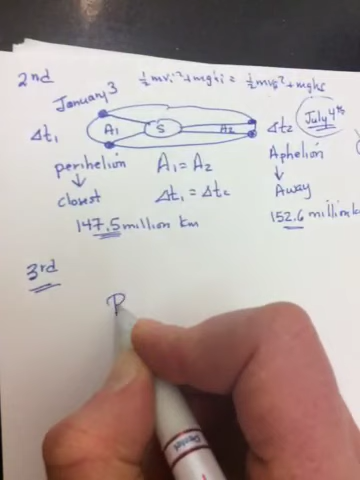 2nd
½mvi² + mghi = ½mvf² + mghf
January 3
July 4th
Δt1
A1
S
A2
Δt2
perihelion
A1 = A2
Aphelion
closest
Δt1 = Δt2
Away
147.5 million km
152.6 million k
3rd
P
Pentel